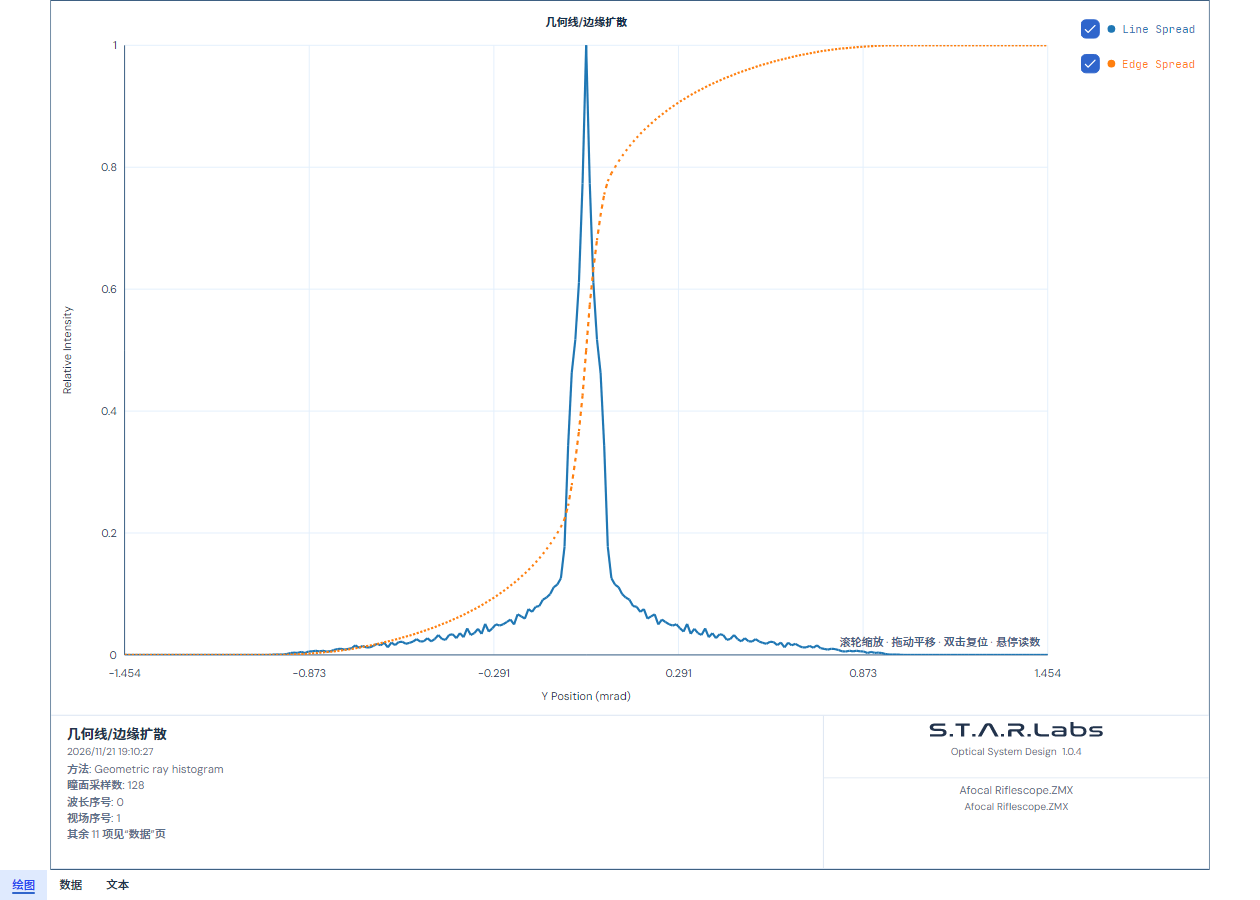 几何线/边缘扩散
Line Spread
Edge Spread
1
0.8
0.6
0.4
0.2
0
Relative Intensity
滚轮缩放 · 拖动平移 · 双击复位 · 悬停读数
−1.454
−0.873
−0.291
0.291
0.873
1.454
Y Position (mrad)
几何线/边缘扩散
2026/11/21 19:10:27
方法: Geometric ray histogram
瞳面采样数: 128
波长序号: 0
视场序号: 1
其余 11 项见"数据"页
S.T.A.R.Labs
Optical System Design 1.0.4
Afocal Riflescope.ZMX
Afocal Riflescope.ZMX
绘图 数据 文本